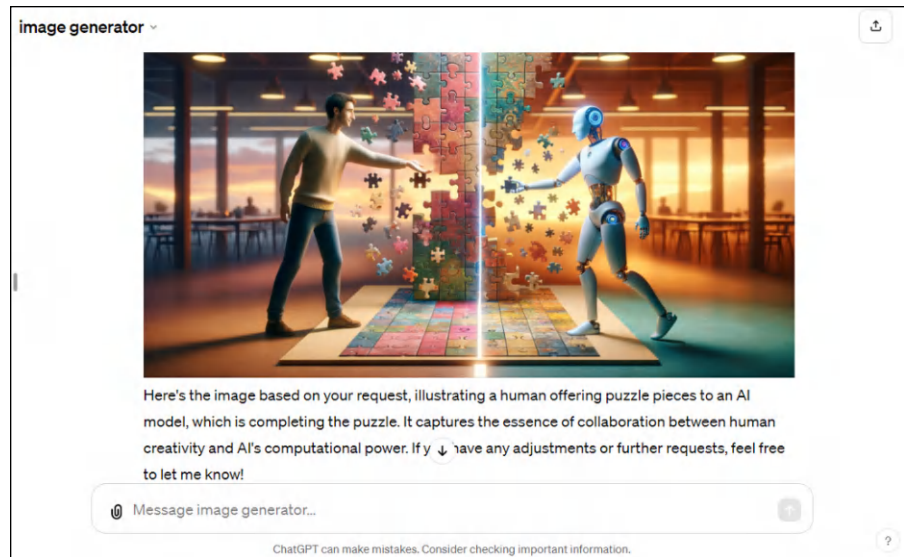 image generator
Here's the image based on your request, illustrating a human offering puzzle pieces to an AI
model, which is completing the puzzle. It captures the essence of collaboration between human
creativity and AI's computational power. If y have any adjustments or further requests, feel free
to let me know!
Message image generator...
ChatGPT can make mistakes. Consider checking important information.
?